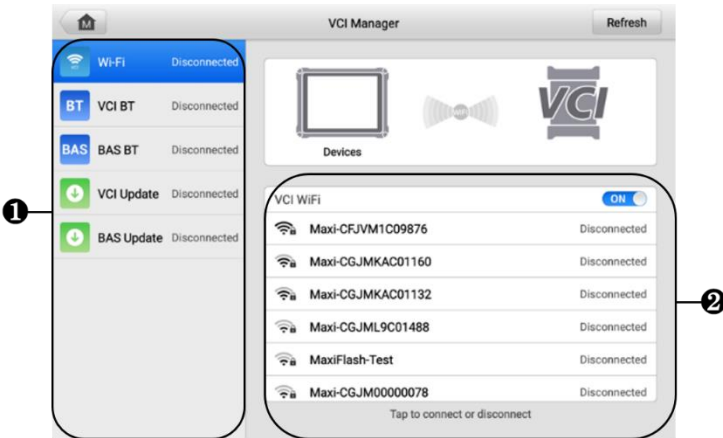 VCI Manager
Refresh
Wi-Fi Disconnected
BT VCI BT Disconnected
BAS BAS BT Disconnected
VCI Update Disconnected
BAS Update Disconnected
VCI
Devices
VCI WiFi ON
Maxi-CFJVM1C09876 Disconnected
Maxi-CGJMKAC01160 Disconnected
Maxi-CGJMKAC01132 Disconnected
Maxi-CGJML9C01488 Disconnected
MaxiFlash-Test Disconnected
Maxi-CGJM00000078 Disconnected
Tap to connect or disconnect
❶
❷